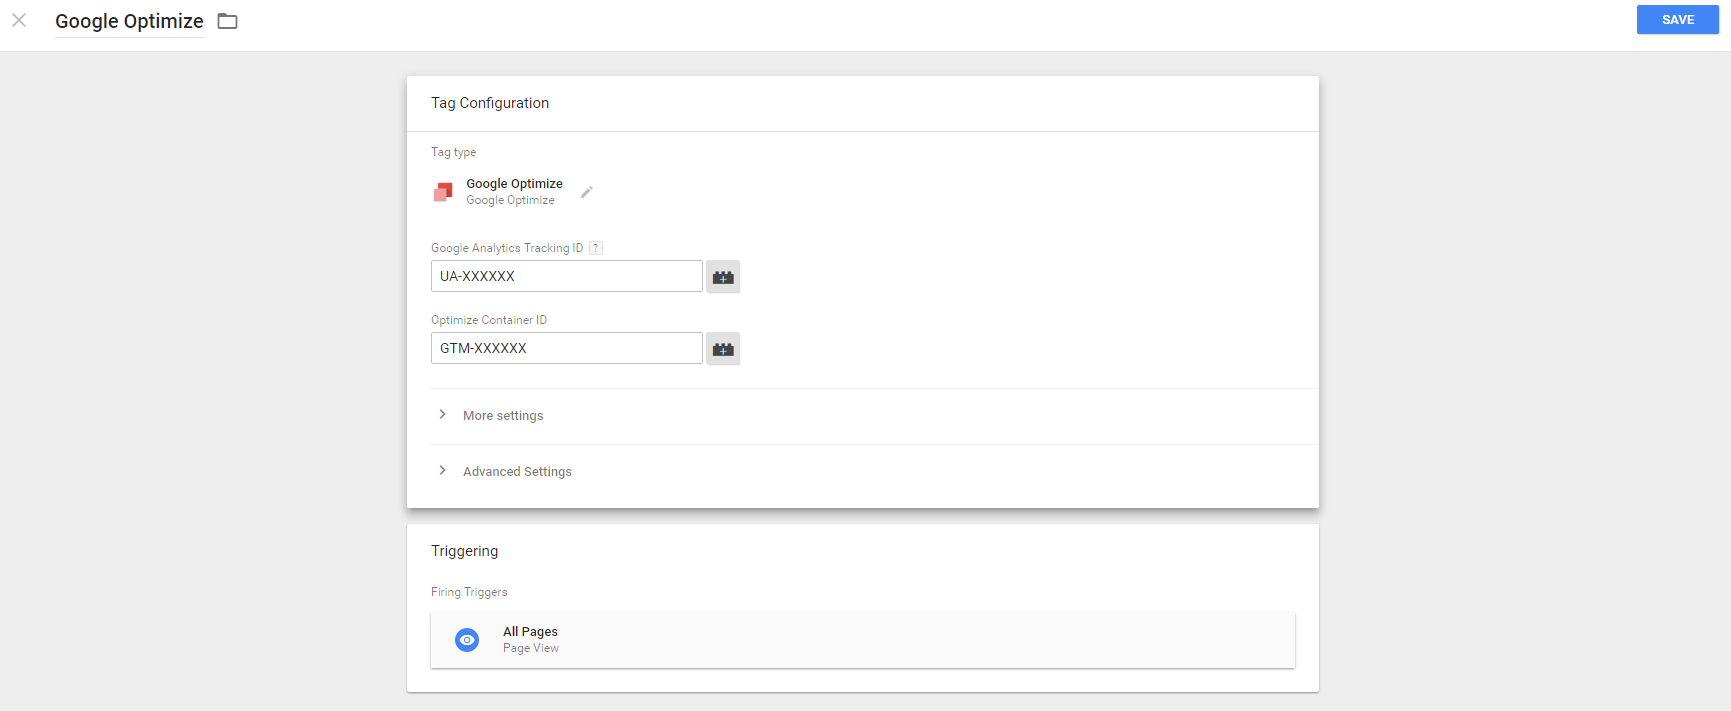 Google Optimize
SAVE
Tag Configuration
Tag type
Google Optimize
Google Optimize
Google Analytics Tracking ID ?
UA-XXXXXX
Optimize Container ID
GTM-XXXXXX
More settings
Advanced Settings
Triggering
Firing Triggers
All Pages
Page View